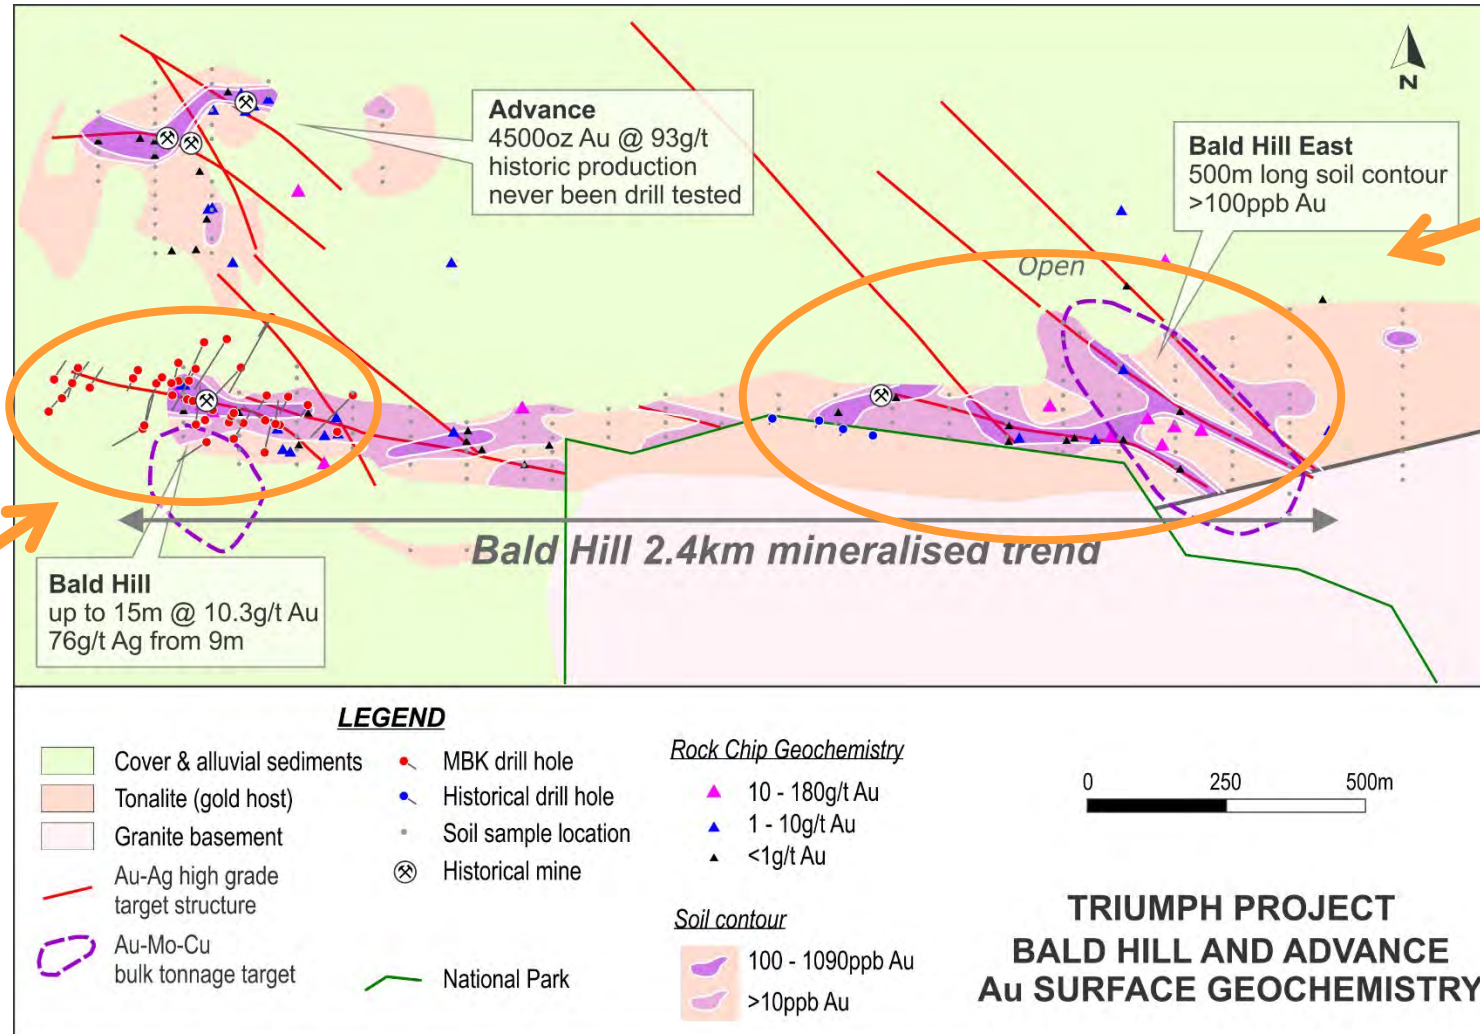 Advance
4500oz Au @ 93g/t
historic production
never been drill tested
N
Bald Hill East
500m long soil contour
>100ppb Au
Open
Bald Hill 2.4km mineralised trend
Bald Hill
up to 15m @ 10.3g/t Au
76g/t Ag from 9m
LEGEND
Cover & alluvial sediments
Tonalite (gold host)
Granite basement
Au-Ag high grade
target structure
Au-Mo-Cu
bulk tonnage target
MBK drill hole
Historical drill hole
Soil sample location
Historical mine
National Park
Rock Chip Geochemistry
10 - 180g/t Au
1 - 10g/t Au
<1g/t Au
Soil contour
100 - 1090ppb Au
>10ppb Au
0 250 500m
TRIUMPH PROJECT
BALD HILL AND ADVANCE
Au SURFACE GEOCHEMISTRY